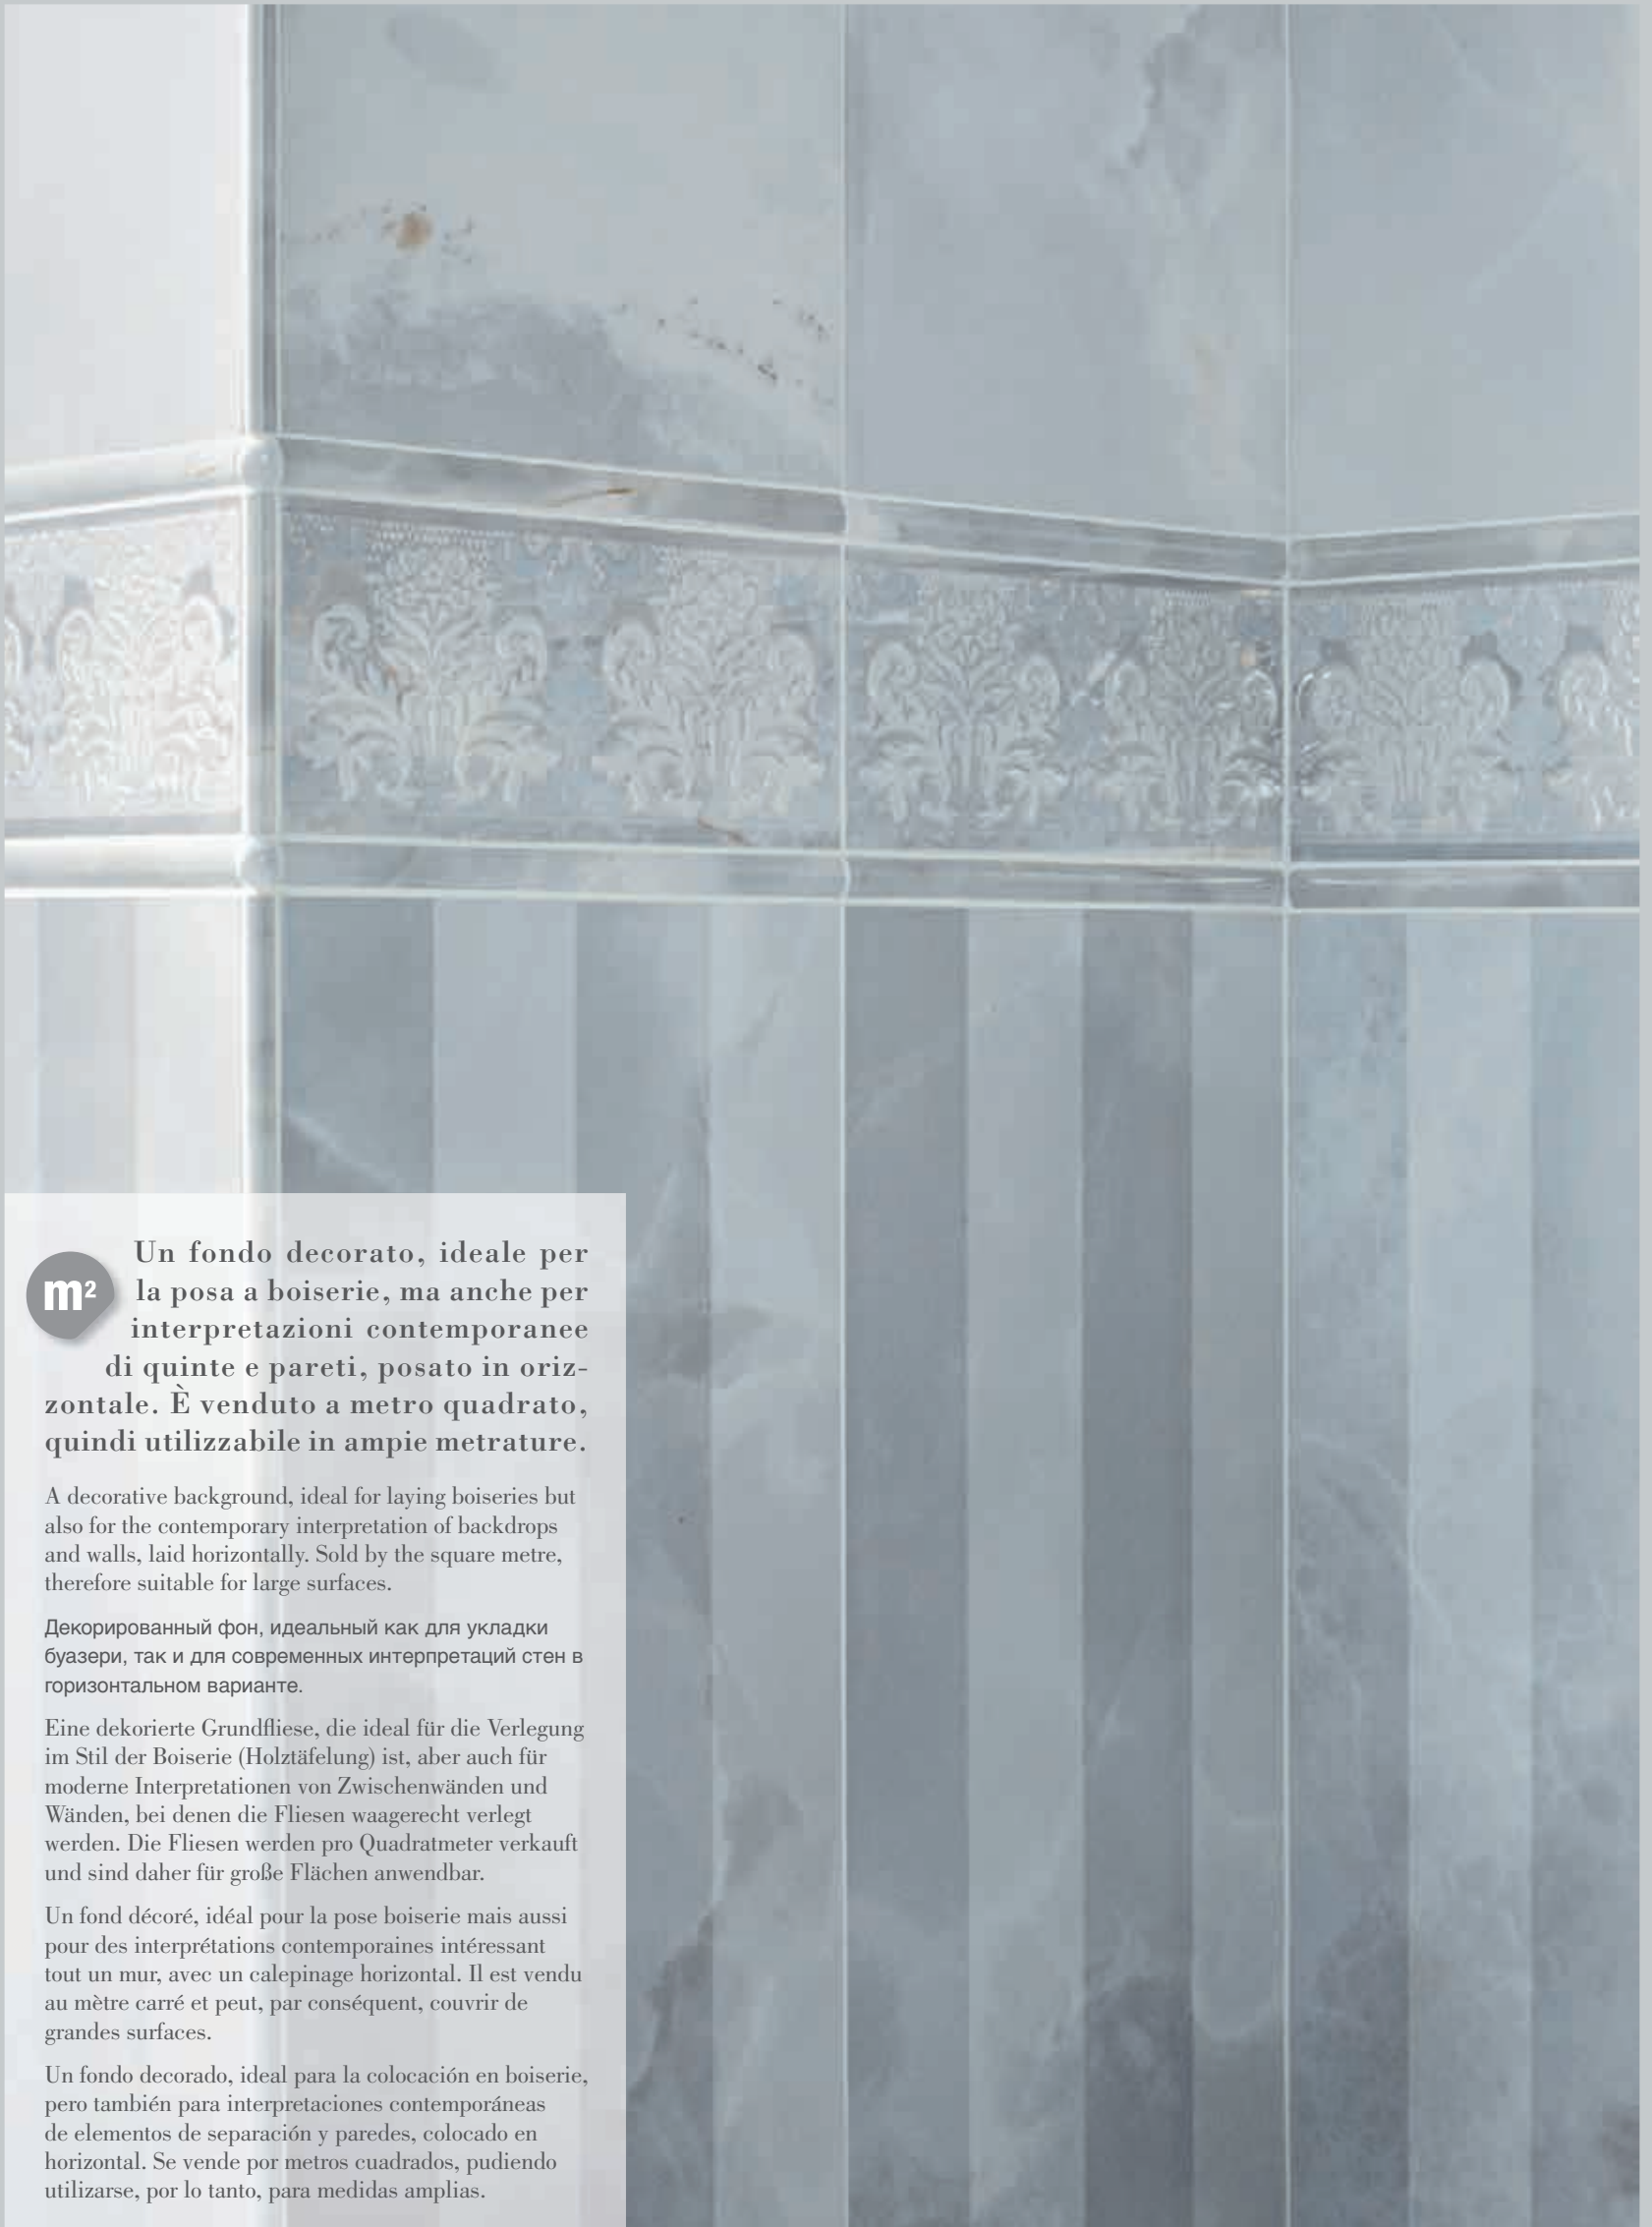 m²
Un fondo decorato, ideale per
la posa a boiserie, ma anche per
interpretazioni contemporanee
di quinte e pareti, posato in oriz-
zontale. È venduto a metro quadrato,
quindi utilizzabile in ampie metrature.
A decorative background, ideal for laying boiseries but
also for the contemporary interpretation of backdrops
and walls, laid horizontally. Sold by the square metre,
therefore suitable for large surfaces.
Декорированный фон, идеальный как для укладки
буазери, так и для современных интерпретаций стен в
горизонтальном варианте.
Eine dekorierte Grundfliese, die ideal für die Verlegung
im Stil der Boiserie (Holztäfelung) ist, aber auch für
moderne Interpretationen von Zwischenwänden und
Wänden, bei denen die Fliesen waagerecht verlegt
werden. Die Fliesen werden pro Quadratmeter verkauft
und sind daher für große Flächen anwendbar.
Un fond décoré, idéal pour la pose boiserie mais aussi
pour des interprétations contemporaines intéressant
tout un mur, avec un calepinage horizontal. Il est vendu
au mètre carré et peut, par conséquent, couvrir de
grandes surfaces.
Un fondo decorado, ideal para la colocación en boiserie,
pero también para interpretaciones contemporáneas
de elementos de separación y paredes, colocado en
horizontal. Se vende por metros cuadrados, pudiendo
utilizarse, por lo tanto, para medidas amplias.